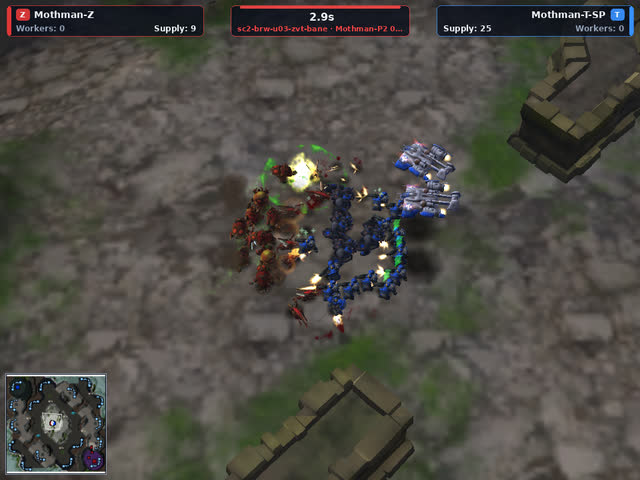 Z Mothman-Z
Workers: 0 Supply: 9
2.9s
sc2-brw-u03-zvt-bane · Mothman-P2 0...
Mothman-T-SP T
Supply: 25 Workers: 0